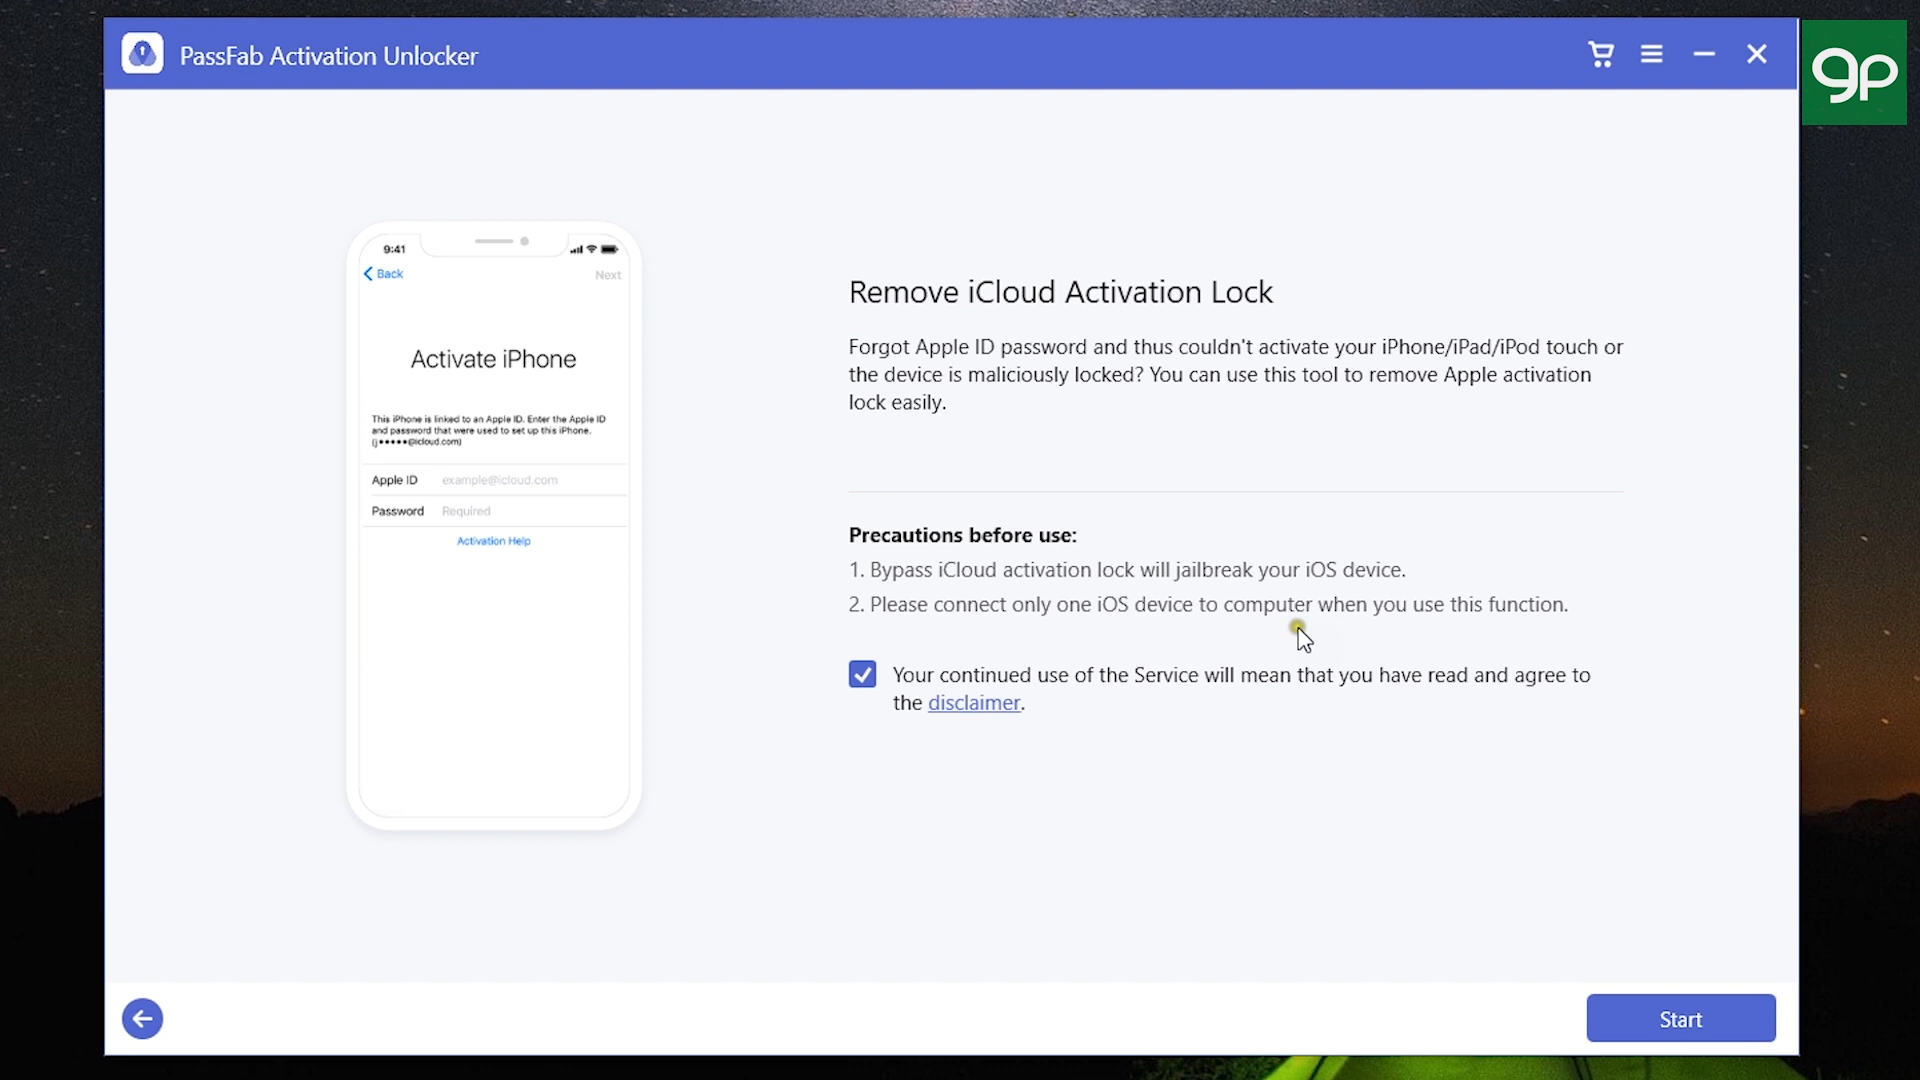 PassFab Activation Unlocker
gp
9:41
Back
Next
Activate iPhone
This iPhone is linked to an Apple ID. Enter the Apple ID
and password that were used to set up this iPhone.
(j●●●●●@icloud.com)
Apple ID example@icloud.com
Password Required
Activation Help
Remove iCloud Activation Lock
Forgot Apple ID password and thus couldn't activate your iPhone/iPad/iPod touch or
the device is maliciously locked? You can use this tool to remove Apple activation
lock easily.
Precautions before use:
1. Bypass iCloud activation lock will jailbreak your iOS device.
2. Please connect only one iOS device to computer when you use this function.
Your continued use of the Service will mean that you have read and agree to
the disclaimer.
Start